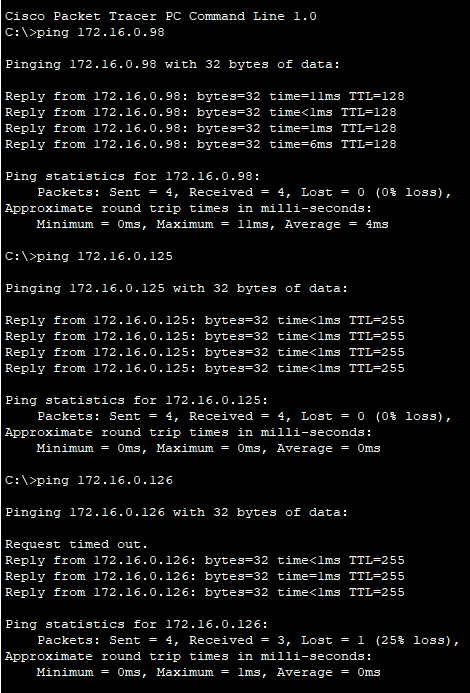 Cisco Packet Tracer PC Command Line 1.0
C:\>ping 172.16.0.98
Pinging 172.16.0.98 with 32 bytes of data:
Reply from 172.16.0.98: bytes=32 time=11ms TTL=128
Reply from 172.16.0.98: bytes=32 time<1ms TTL=128
Reply from 172.16.0.98: bytes=32 time=1ms TTL=128
Reply from 172.16.0.98: bytes=32 time=6ms TTL=128
Ping statistics for 172.16.0.98:
Packets: Sent = 4, Received = 4, Lost = 0 (0% loss),
Approximate round trip times in milli-seconds:
Minimum = 0ms, Maximum = 11ms, Average = 4ms
C:\>ping 172.16.0.125
Pinging 172.16.0.125 with 32 bytes of data:
Reply from 172.16.0.125: bytes=32 time<1ms TTL=255
Reply from 172.16.0.125: bytes=32 time<1ms TTL=255
Reply from 172.16.0.125: bytes=32 time<1ms TTL=255
Reply from 172.16.0.125: bytes=32 time<1ms TTL=255
Ping statistics for 172.16.0.125:
Packets: Sent = 4, Received = 4, Lost = 0 (0% loss),
Approximate round trip times in milli-seconds:
Minimum = 0ms, Maximum = 0ms, Average = 0ms
C:\>ping 172.16.0.126
Pinging 172.16.0.126 with 32 bytes of data:
Request timed out.
Reply from 172.16.0.126: bytes=32 time<1ms TTL=255
Reply from 172.16.0.126: bytes=32 time=1ms TTL=255
Reply from 172.16.0.126: bytes=32 time<1ms TTL=255
Ping statistics for 172.16.0.126:
Packets: Sent = 4, Received = 3, Lost = 1 (25% loss),
Approximate round trip times in milli-seconds:
Minimum = 0ms, Maximum = 1ms, Average = 0ms